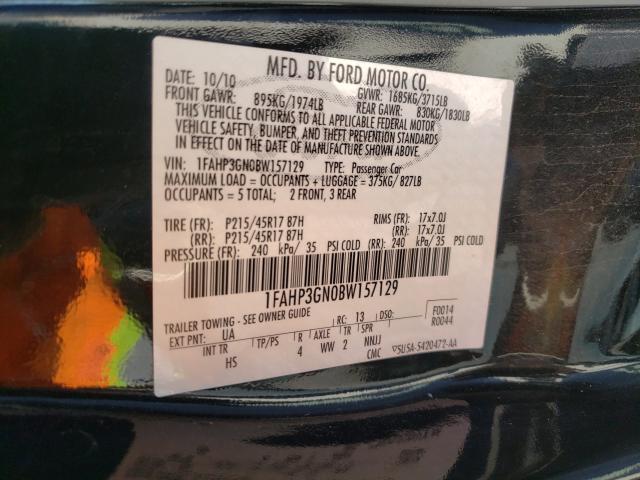 MFD. BY FORD MOTOR CO.
DATE: 10/10 GVWR: 1685KG/3715LB
FRONT GAWR: 895KG/1974LB REAR GAWR: 830KG/1830LB
THIS VEHICLE CONFORMS TO ALL APPLICABLE FEDERAL MOTOR
VEHICLE SAFETY, BUMPER, AND THEFT PREVENTION STANDARDS
IN EFFECT ON THE DATE OF MANUFACTURE SHOWN ABOVE.
VIN: 1FAHP3GN0BW157129 TYPE: Passenger Car
MAXIMUM LOAD = OCCUPANTS + LUGGAGE = 375KG/ 827LB
OCCUPANTS = 5 TOTAL: 2 FRONT, 3 REAR
TIRE (FR): P215/45R17 87H RIMS (FR): 17x7.0J
(RR): P215/45R17 87H (RR): 17x7.0J
PRESSURE (FR): 240 kPa/ 35 PSI COLD (RR): 240 kPa/ 35 PSI COLD
1FAHP3GN0BW157129
TRAILER TOWING - SEE OWNER GUIDE F0014
EXT PNT: UA RC: 13 DSO: R0044
INT TR TP/PS R AXLE TR SPR
HS 4 WW 2 NNJJ
CMC 5U5A-5420472-AA